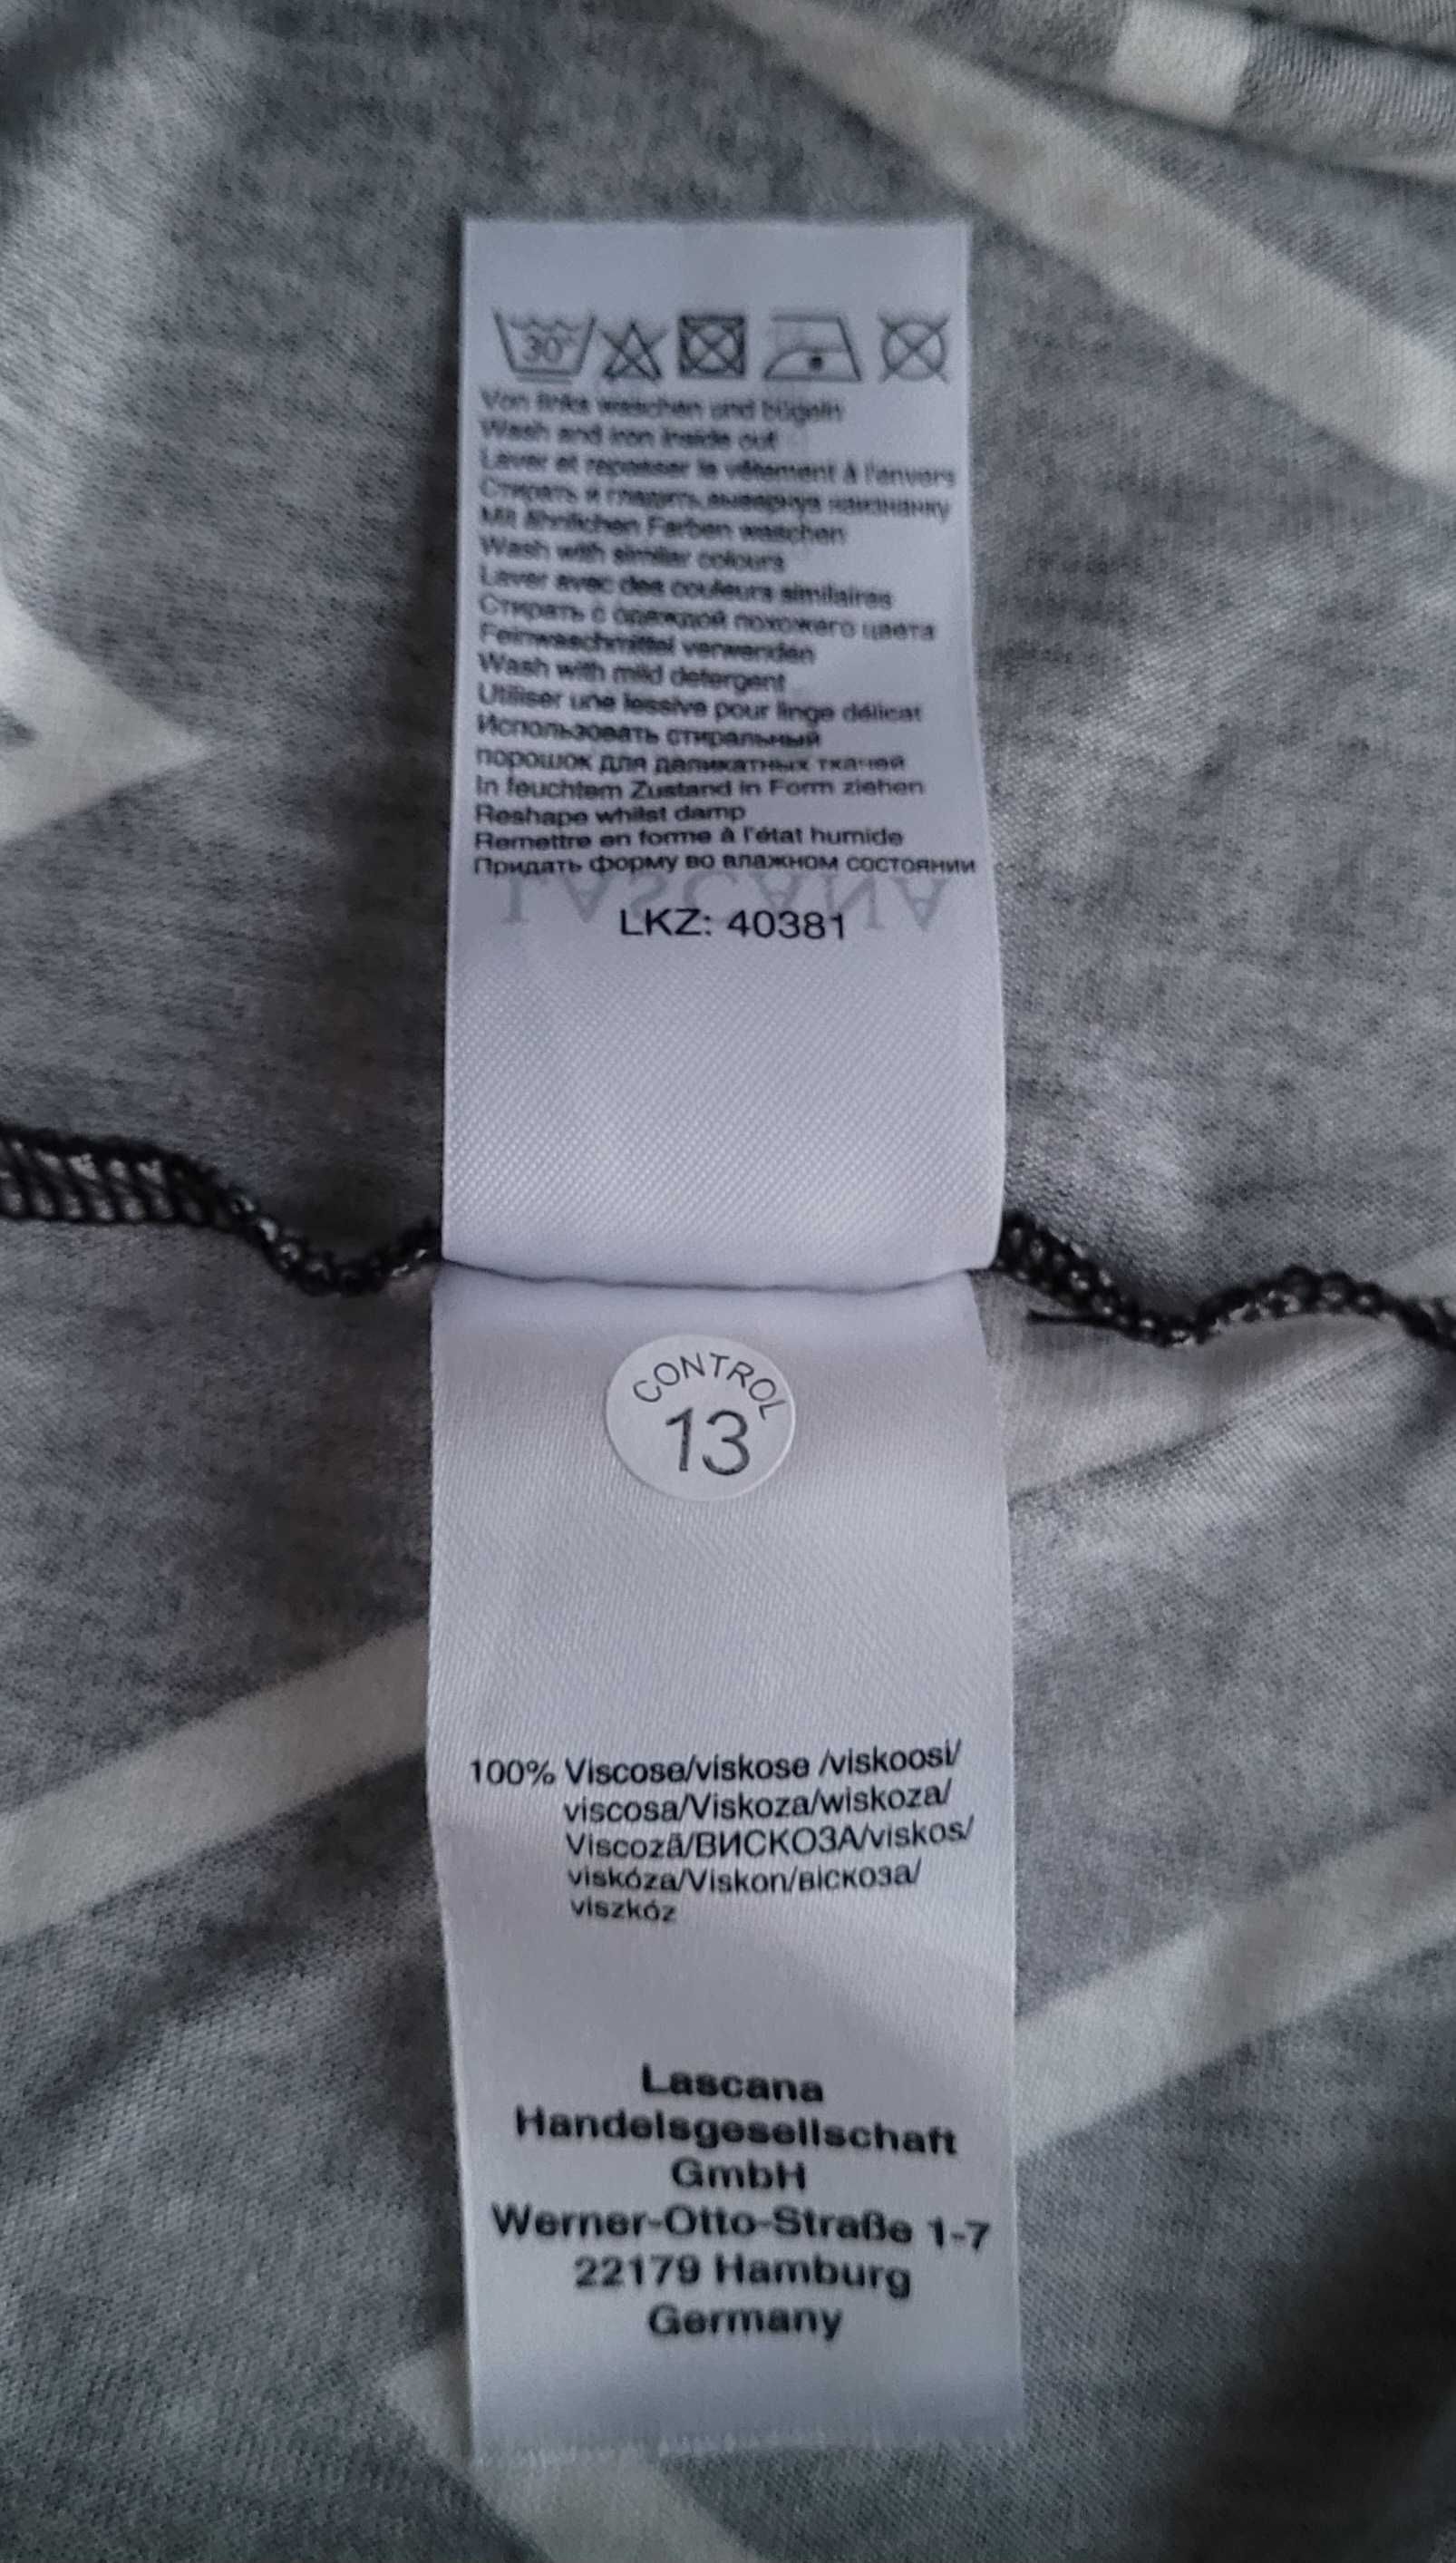 30°
Von links waschen und bügeln
Wash and iron inside out
Laver et repasser le vêtement à l'envers
Стирать и гладить, вывернув наизнанку
Mit ähnlichen Farben waschen
Wash with similar colours
Laver avec des couleurs similaires
Стирать с одеждой похожего цвета
Feinwaschmittel verwenden
Wash with mild detergent
Utiliser une lessive pour linge délicat
Использовать стиральный
порошок для деликатных тканей
In feuchtem Zustand in Form ziehen
Reshape whilst damp
Remettre en forme à l'état humide
Придать форму во влажном состоянии
LASCANA
LKZ: 40381
CONTROL
13
100% Viscose/viskose /viskoosi/
viscosa/Viskoza/wiskoza/
Viscoză/ВИСКОЗА/viskos/
viskóza/Viskon/віскоза/
viszkóz
Lascana
Handelsgesellschaft
GmbH
Werner-Otto-Straße 1-7
22179 Hamburg
Germany